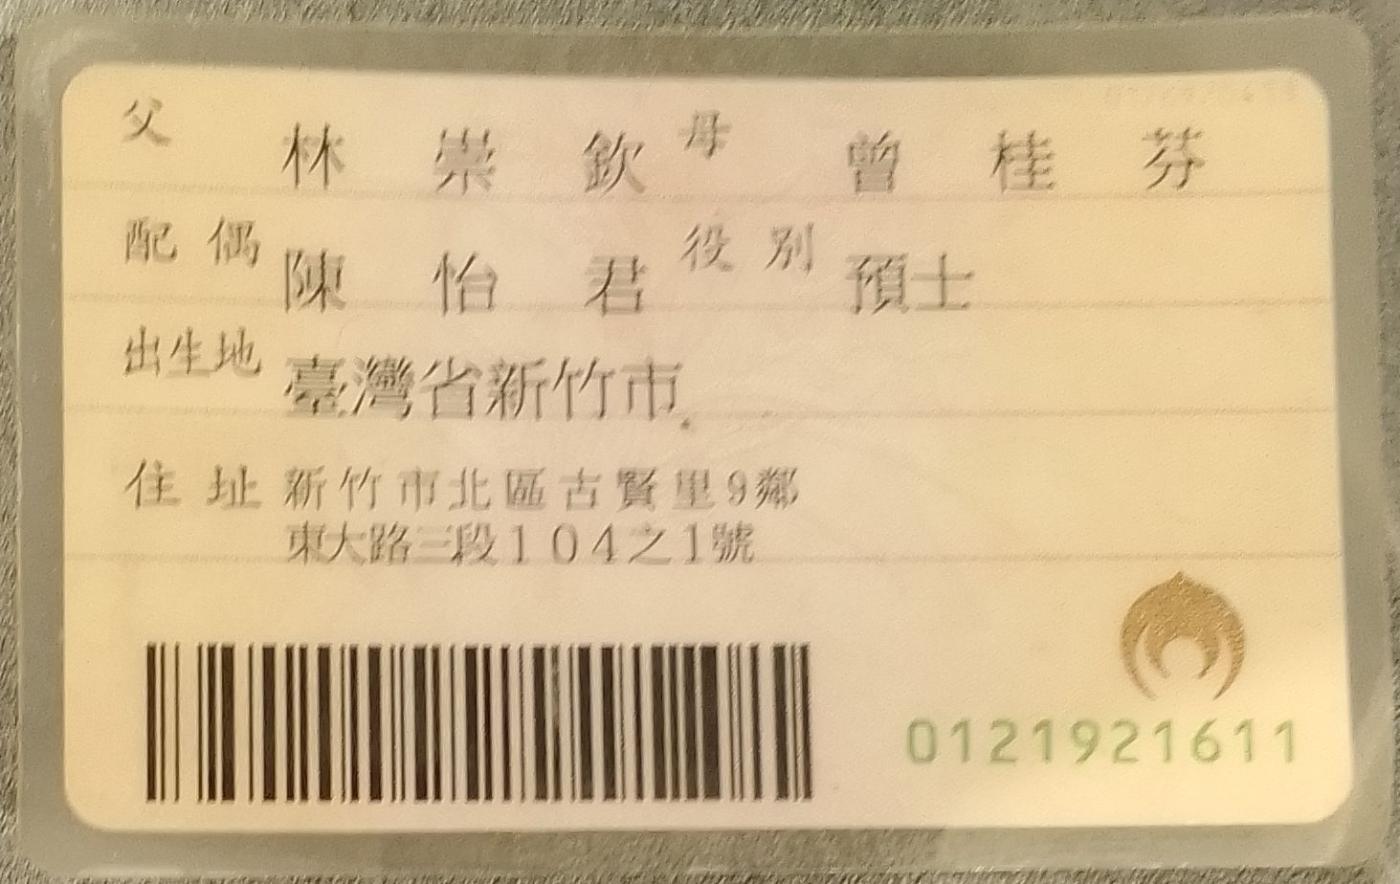 父 林崇欽 母 曾桂芬
配偶 陳怡君 役別 預士
出生地 臺灣省新竹市
住址 新竹市北區古賢里9鄰
東大路三段104之1號
0121921611